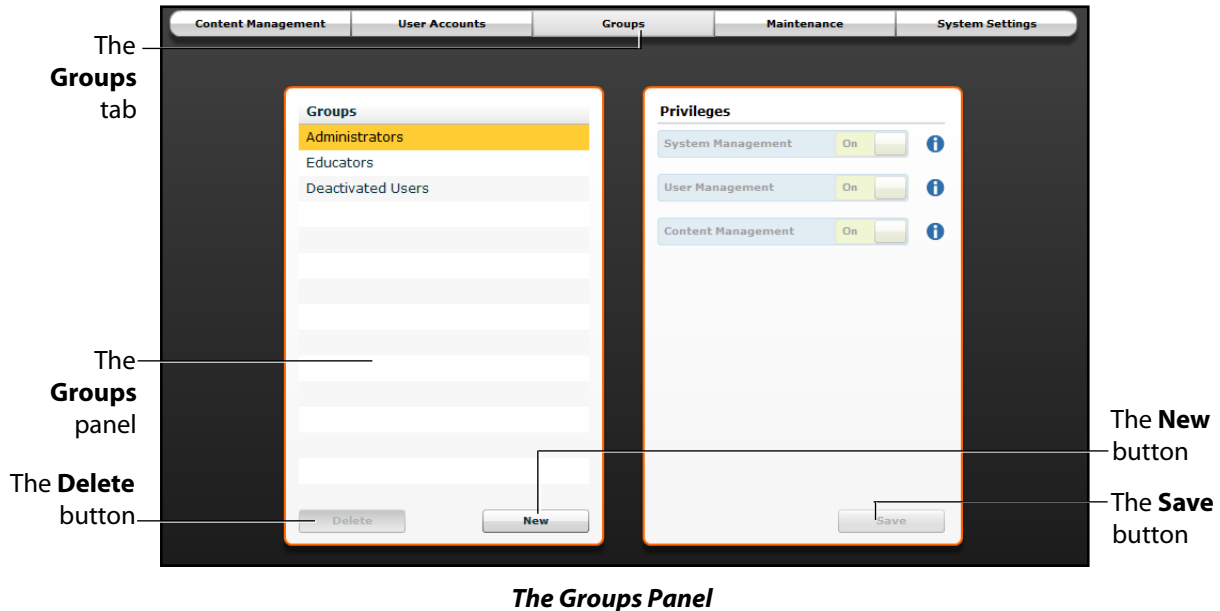 Content Management User Accounts Groups Maintenance System Settings
The
Groups
tab
Groups
Administrators
Educators
Deactivated Users
Privileges
System Management On
User Management On
Content Management On
The
Groups
panel
The Delete
button
Delete New
Save
The New
button
The Save
button
The Groups Panel